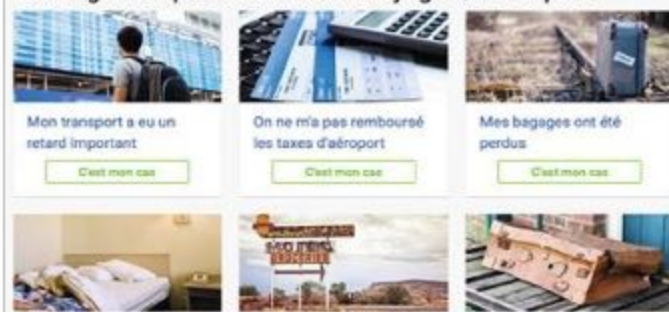 Mon transport a eu un
retard important
C'est mon cas
On ne m'a pas remboursé
les taxes d'aéroport
C'est mon cas
Mes bagages ont été
perdus
C'est mon cas